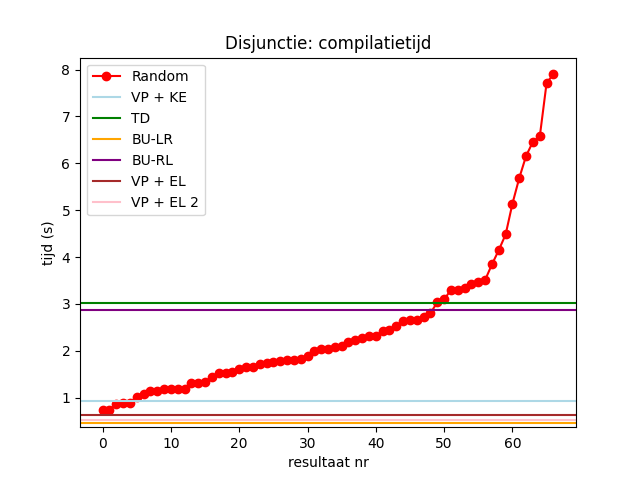 Disjunctie: compilatietijd
Random
VP + KE
TD
BU-LR
BU-RL
VP + EL
VP + EL 2
tijd (s)
8
7
6
5
4
3
2
1
0 10 20 30 40 50 60
resultaat nr